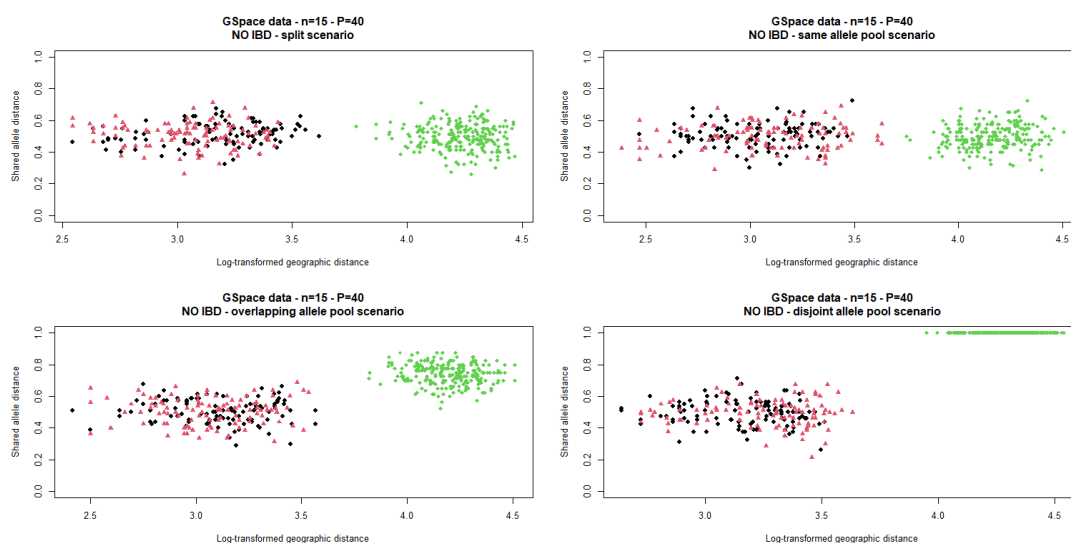 GSpace data - n=15 - P=40
NO IBD - split scenario
Shared allele distance
0.0 0.2 0.4 0.6 0.8 1.0
2.5 3.0 3.5 4.0 4.5
Log-transformed geographic distance
GSpace data - n=15 - P=40
NO IBD - same allele pool scenario
Shared allele distance
0.0 0.2 0.4 0.6 0.8 1.0
2.5 3.0 3.5 4.0 4.5
Log-transformed geographic distance
GSpace data - n=15 - P=40
NO IBD - overlapping allele pool scenario
Shared allele distance
0.0 0.2 0.4 0.6 0.8 1.0
2.5 3.0 3.5 4.0 4.5
Log-transformed geographic distance
GSpace data - n=15 - P=40
NO IBD - disjoint allele pool scenario
Shared allele distance
0.0 0.2 0.4 0.6 0.8 1.0
3.0 3.5 4.0 4.5
Log-transformed geographic distance